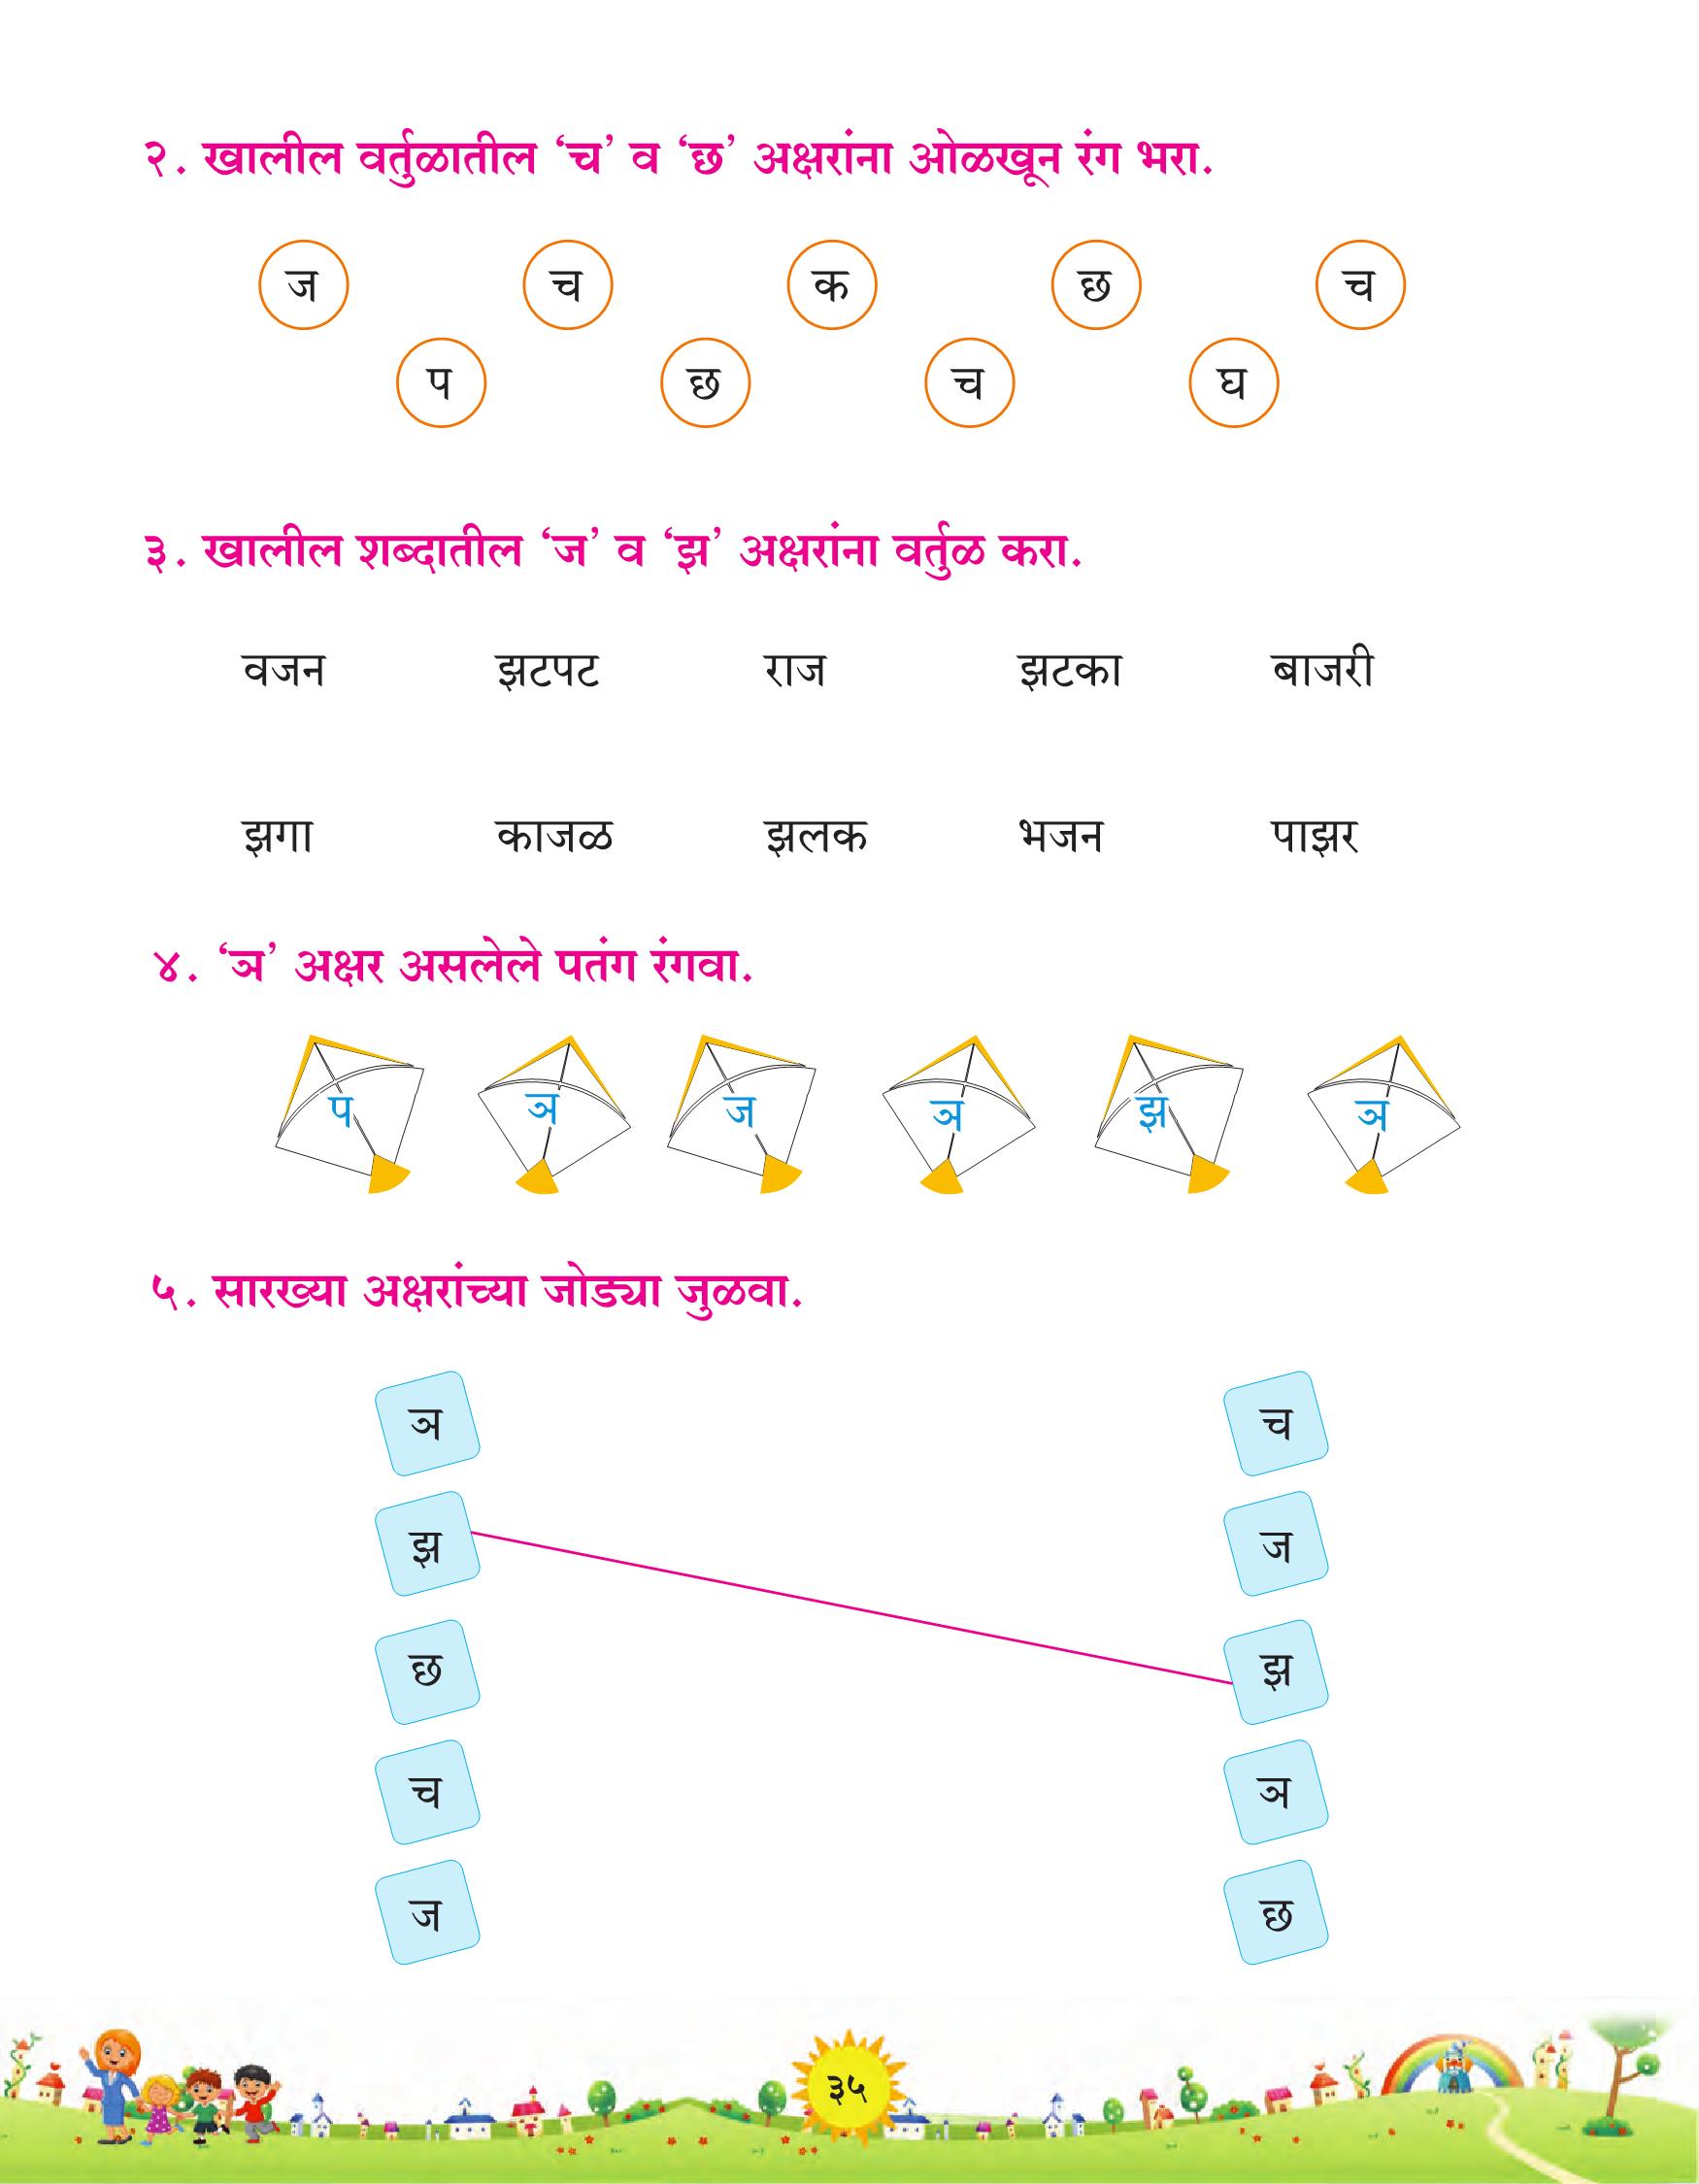 २. खालील वर्तुळातील ‘च’ व ‘छ’ अक्षरांना ओळखून रंग भरा.
ज च क छ च
प छ च घ
३. खालील शब्दातील ‘ज’ व ‘झ’ अक्षरांना वर्तुळ करा.
वजन झटपट राज झटका बाजरी
झगा काजळ झलक भजन पाझर
४. ‘ञ’ अक्षर असलेले पतंग रंगवा.
प ञ ज ञ झ ञ
५. सारख्या अक्षरांच्या जोड्या जुळवा.
ञ च
झ ज
छ झ
च ञ
ज छ
३५